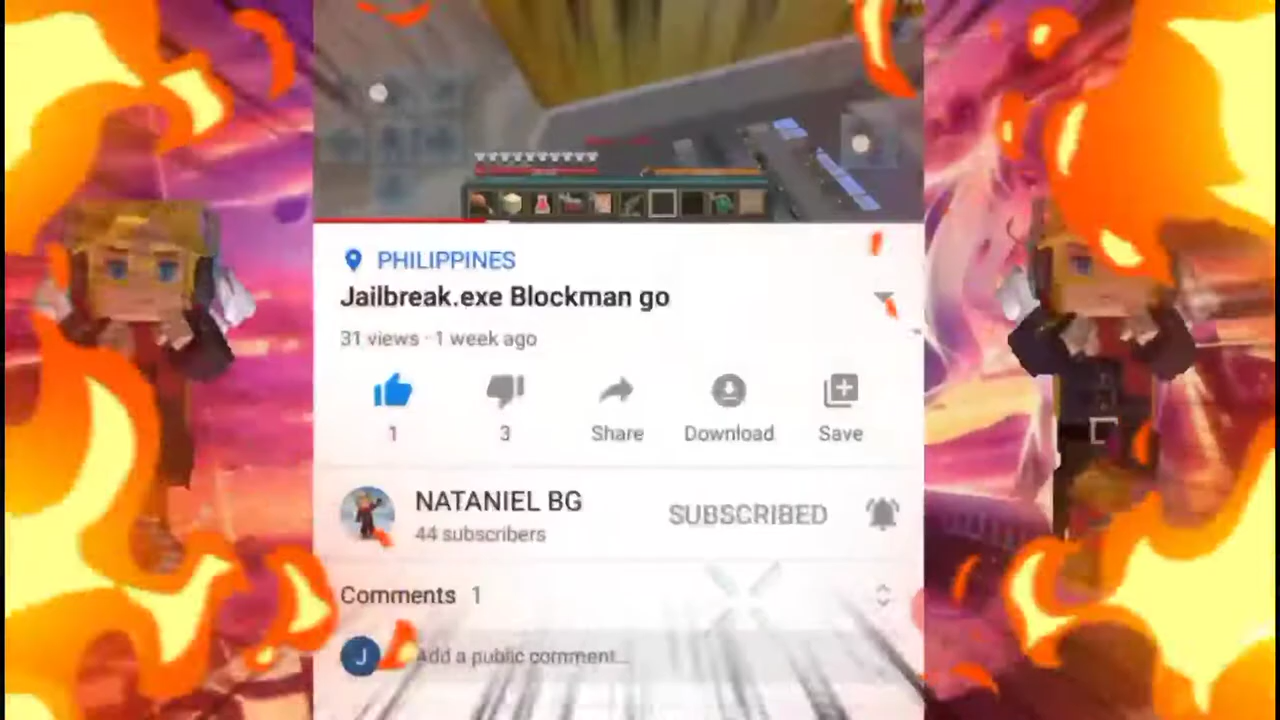 PHILIPPINES
Jailbreak.exe Blockman go
31 views · 1 week ago
1
3
Share
Download
Save
NATANIEL BG
44 subscribers
SUBSCRIBED
Comments 1
J
Add a public comment...